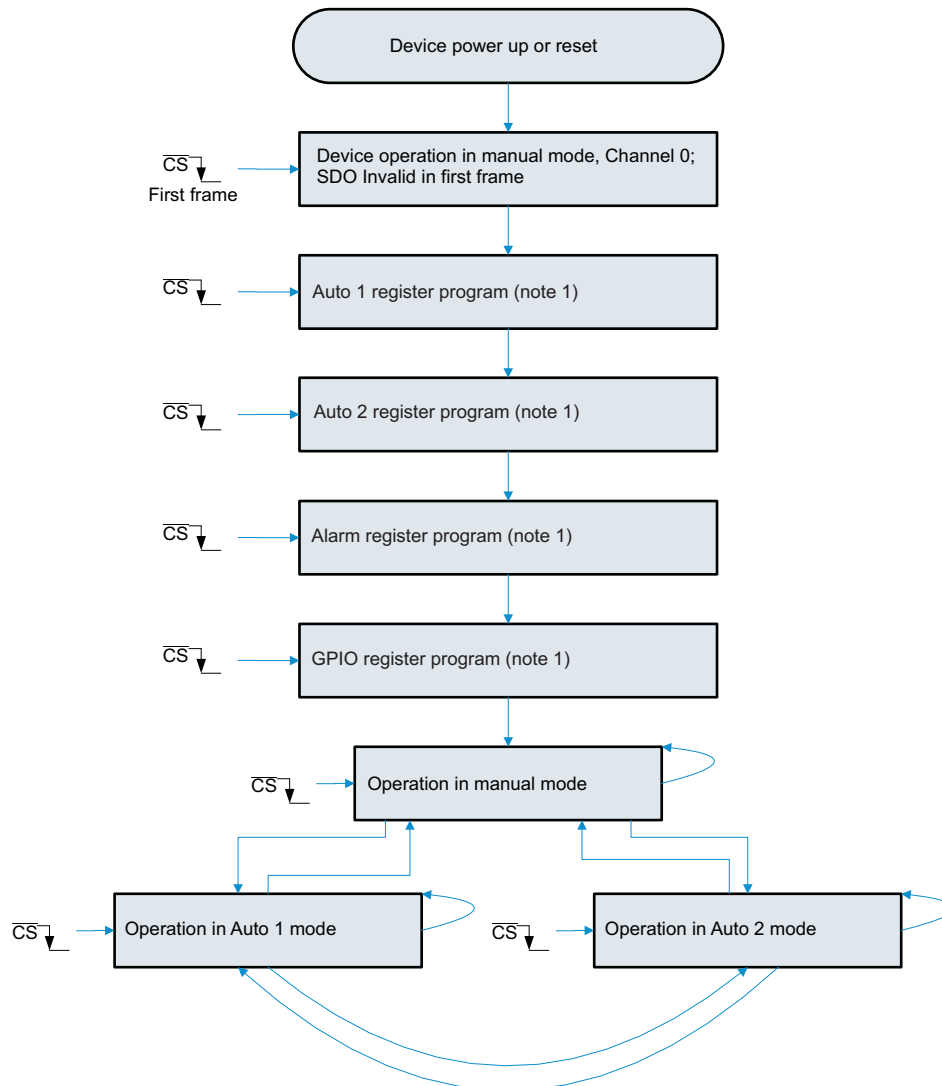 Device power up or reset
Device operation in manual mode, Channel 0;
SDO Invalid in first frame
CS
First frame
CS
Auto 1 register program (note 1)
CS
Auto 2 register program (note 1)
CS
Alarm register program (note 1)
CS
GPIO register program (note 1)
CS
Operation in manual mode
CS
Operation in Auto 1 mode
CS
Operation in Auto 2 mode